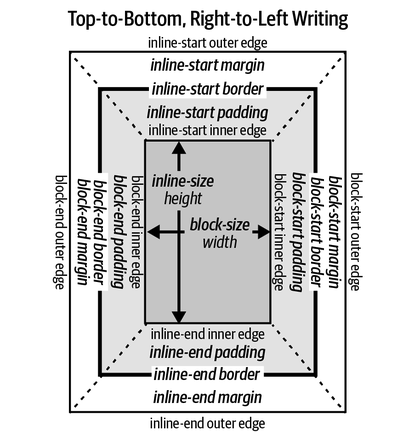 Top-to-Bottom, Right-to-Left Writing
inline-start outer edge
inline-start margin
inline-start border
inline-start padding
inline-start inner edge
block-end outer edge
block-end margin
block-end border
block-end padding
block-end inner edge
inline-size
height
block-size
width
block-start inner edge
block-start padding
block-start border
block-start margin
block-start outer edge
inline-end inner edge
inline-end padding
inline-end border
inline-end margin
inline-end outer edge